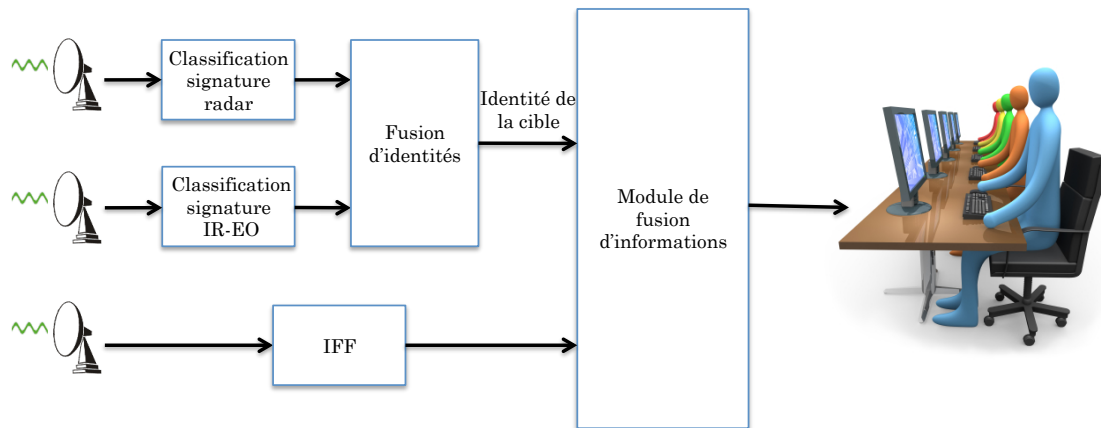 Classification
signature
radar
Fusion
d’identités
Identité de
la cible
Classification
signature
IR-EO
Module de
fusion
d’informations
IFF